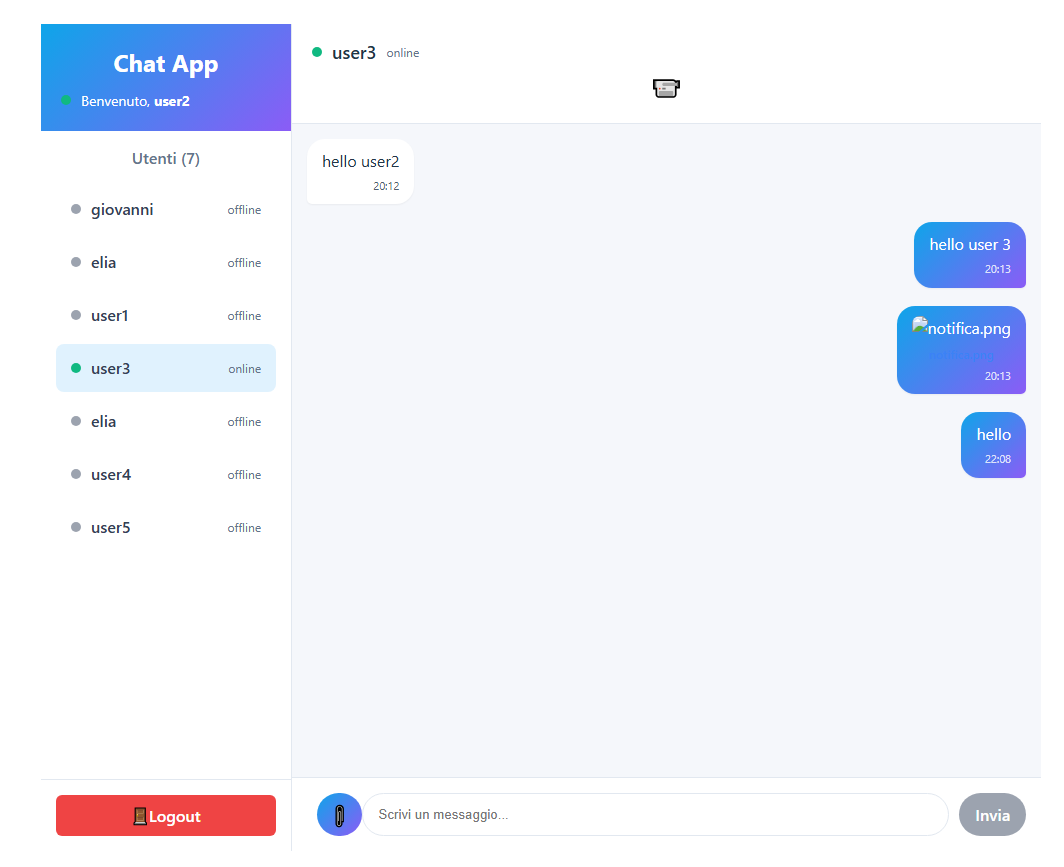 Chat App
Benvenuto, user2
Utenti (7)
giovanni offline
elia offline
user1 offline
user3 online
elia offline
user4 offline
user5 offline
Logout
user3 online
hello user2
20:12
hello user 3
20:13
notifica.png
notifica.png
20:13
hello
22:08
Scrivi un messaggio...
Invia